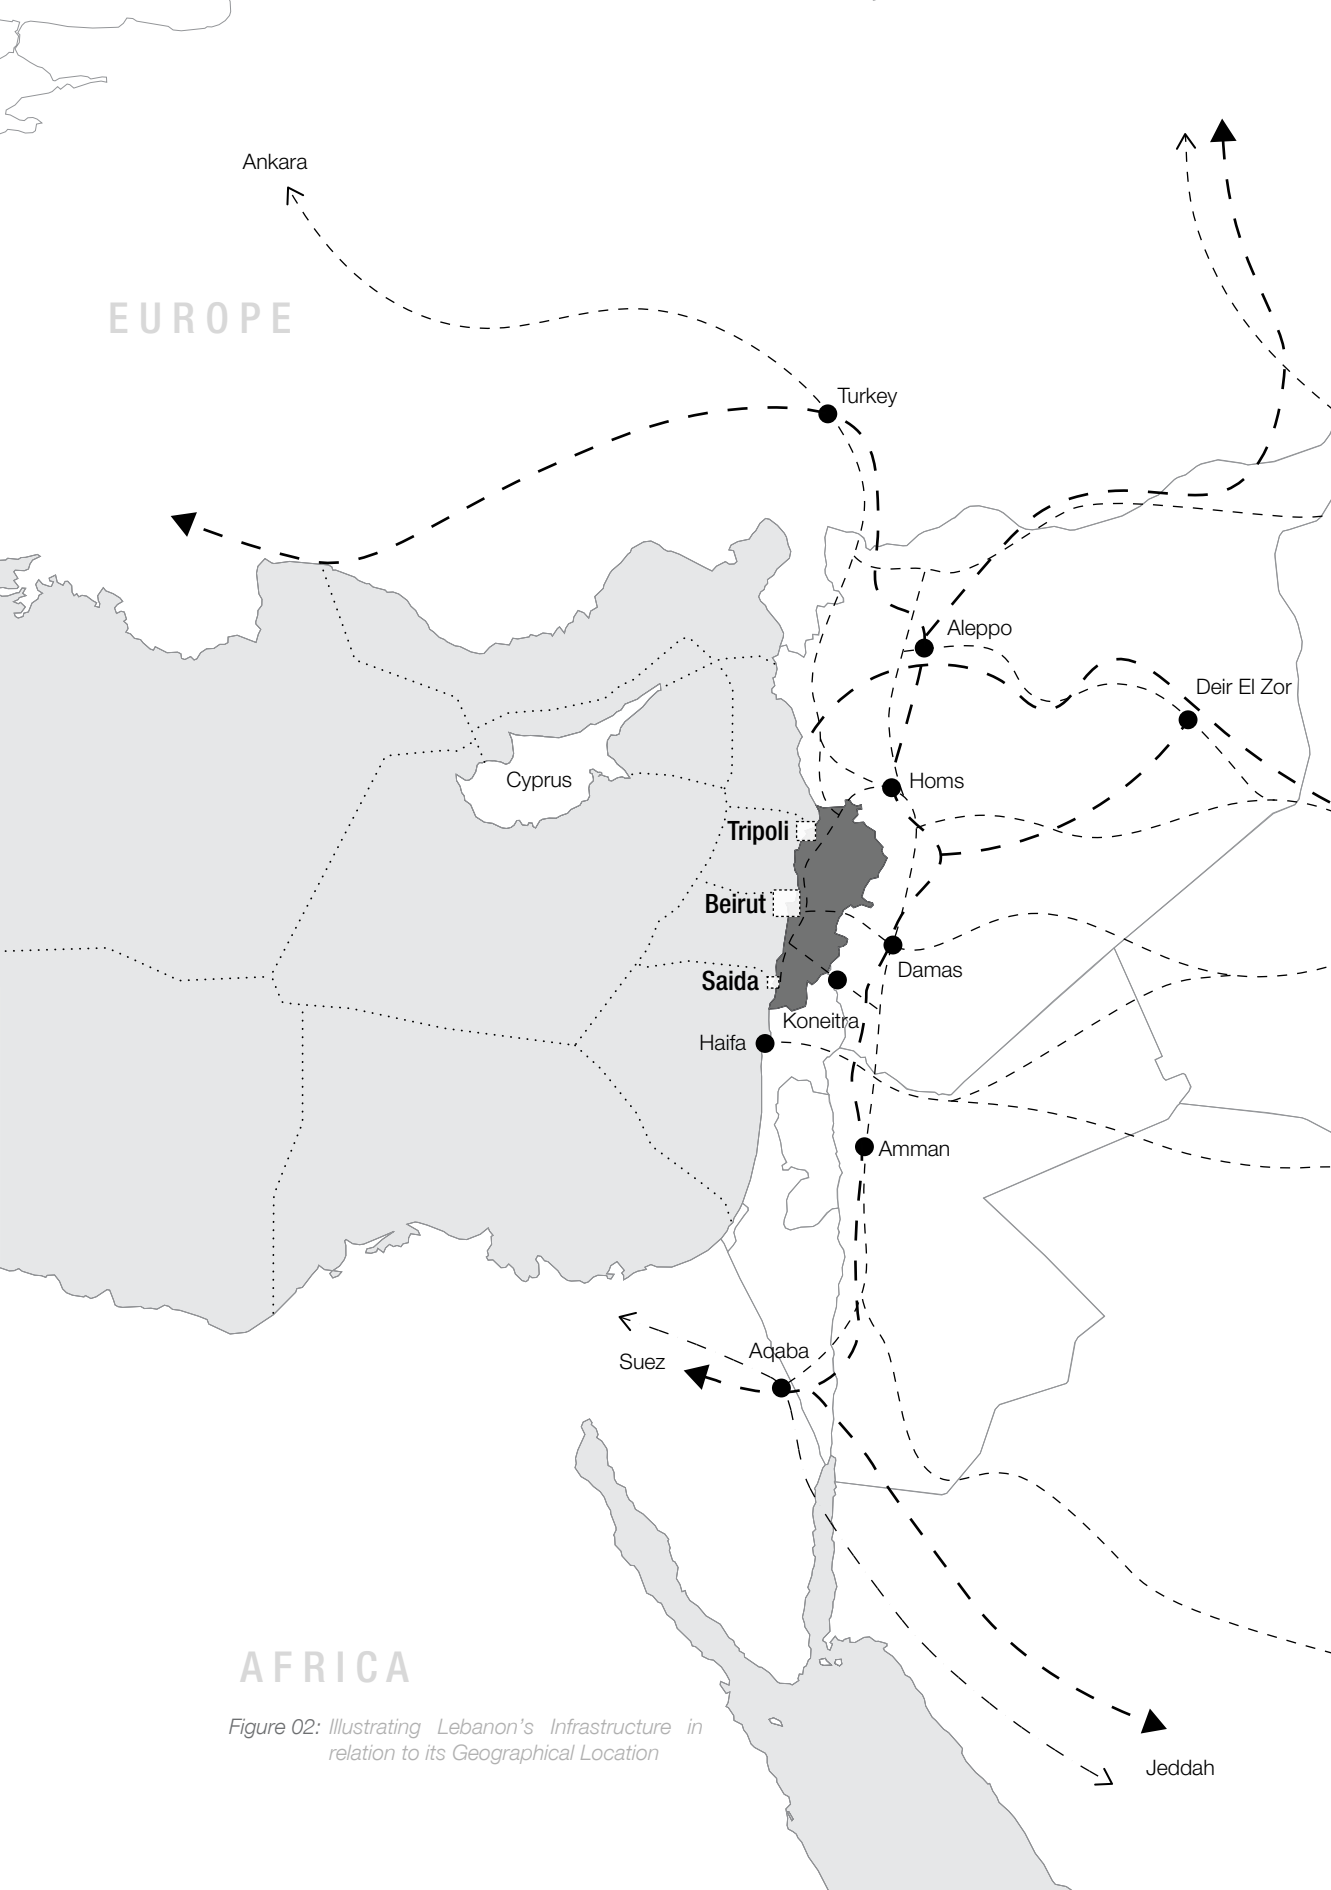 Ankara
EUROPE
Turkey
Aleppo
Deir El Zor
Cyprus
Homs
Tripoli
Beirut
Damas
Saida
Koneitra
Haifa
Amman
Aqaba
Suez
AFRICA
Figure 02: Illustrating Lebanon's Infrastructure in
relation to its Geographical Location
Jeddah